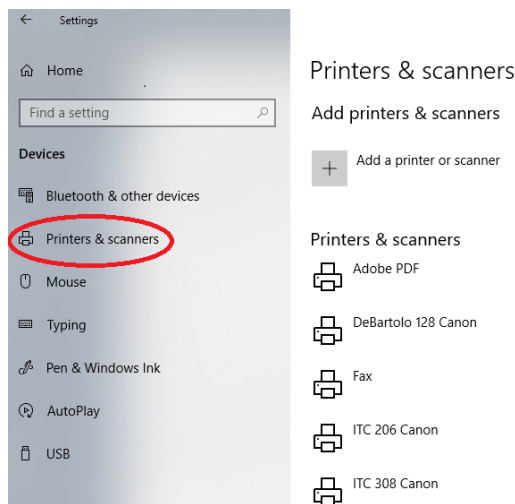 Settings
Home
Find a setting
Devices
Bluetooth & other devices
Printers & scanners
Mouse
Typing
Pen & Windows Ink
AutoPlay
USB
Printers & scanners
Add printers & scanners
Add a printer or scanner
Printers & scanners
Adobe PDF
DeBartolo 128 Canon
Fax
ITC 206 Canon
ITC 308 Canon